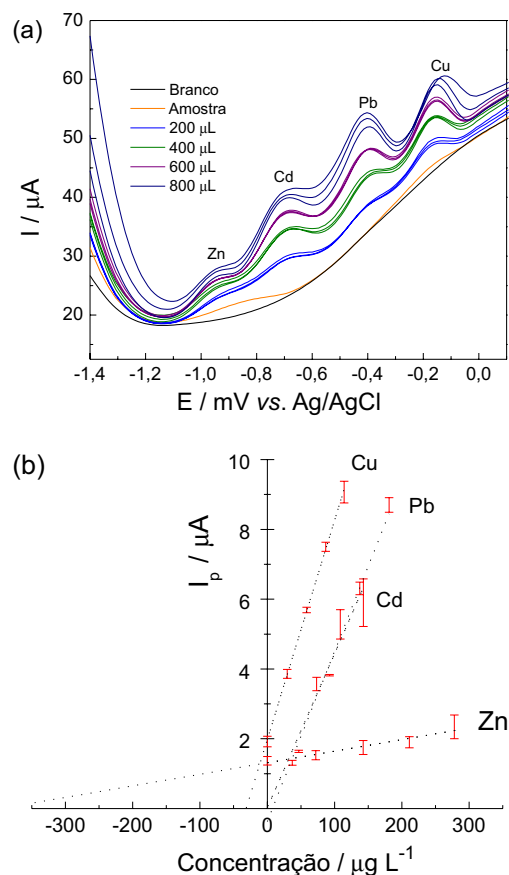 (a)
70
60
50
40
30
20
I / μA
Branco
Amostra
200 μL
400 μL
600 μL
800 μL
Zn
Cd
Pb
Cu
-1,4 -1,2 -1,0 -0,8 -0,6 -0,4 -0,2 0,0
E / mV vs. Ag/AgCl
(b)
10
8
6
4
2
I_p / μA
Cu
Pb
Cd
Zn
-300 -200 -100 0 100 200 300
Concentração / μg L⁻¹